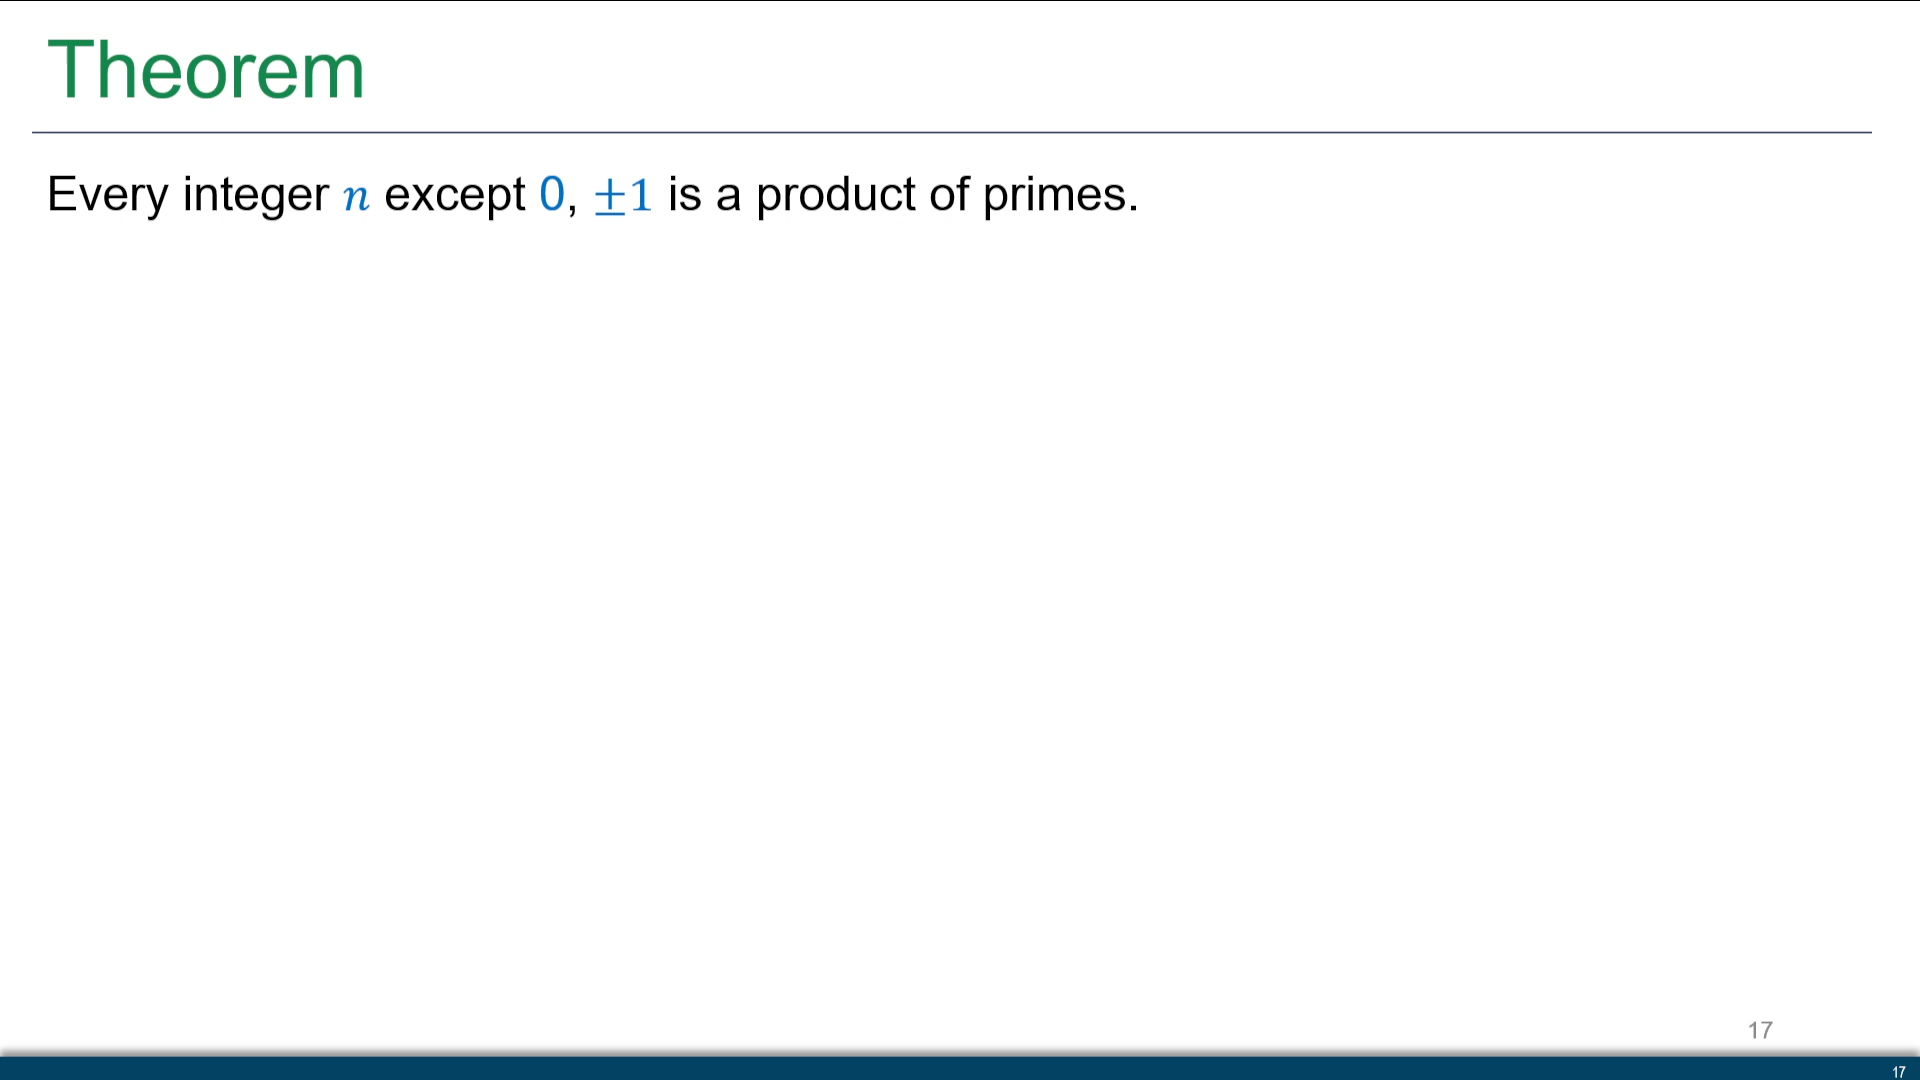 Theorem
Every integer n except 0, ±1 is a product of primes.
17
17